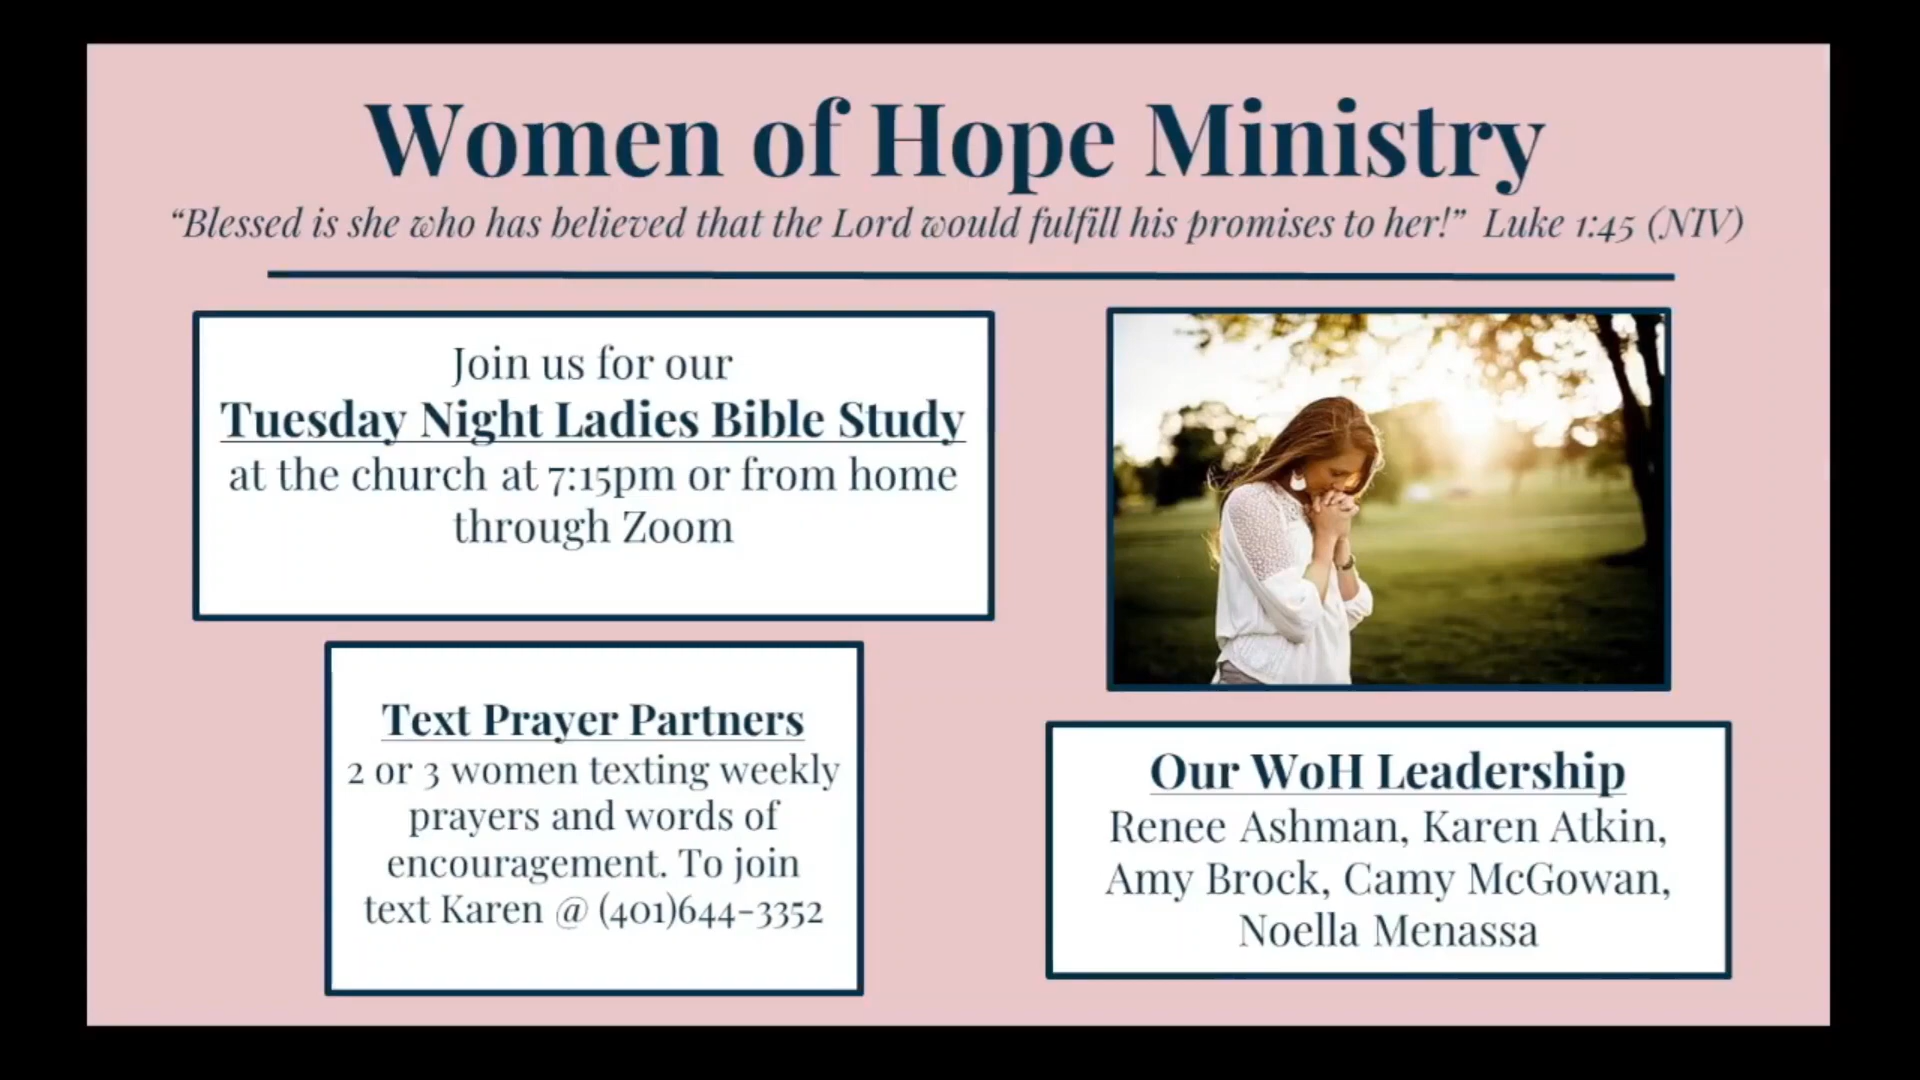 Women of Hope Ministry
“Blessed is she who has believed that the Lord would fulfill his promises to her!” Luke 1:45 (NIV)
Join us for our
Tuesday Night Ladies Bible Study
at the church at 7:15pm or from home
through Zoom
Text Prayer Partners
2 or 3 women texting weekly
prayers and words of
encouragement. To join
text Karen @ (401)644-3352
Our WoH Leadership
Renee Ashman, Karen Atkin,
Amy Brock, Camy McGowan,
Noella Menassa